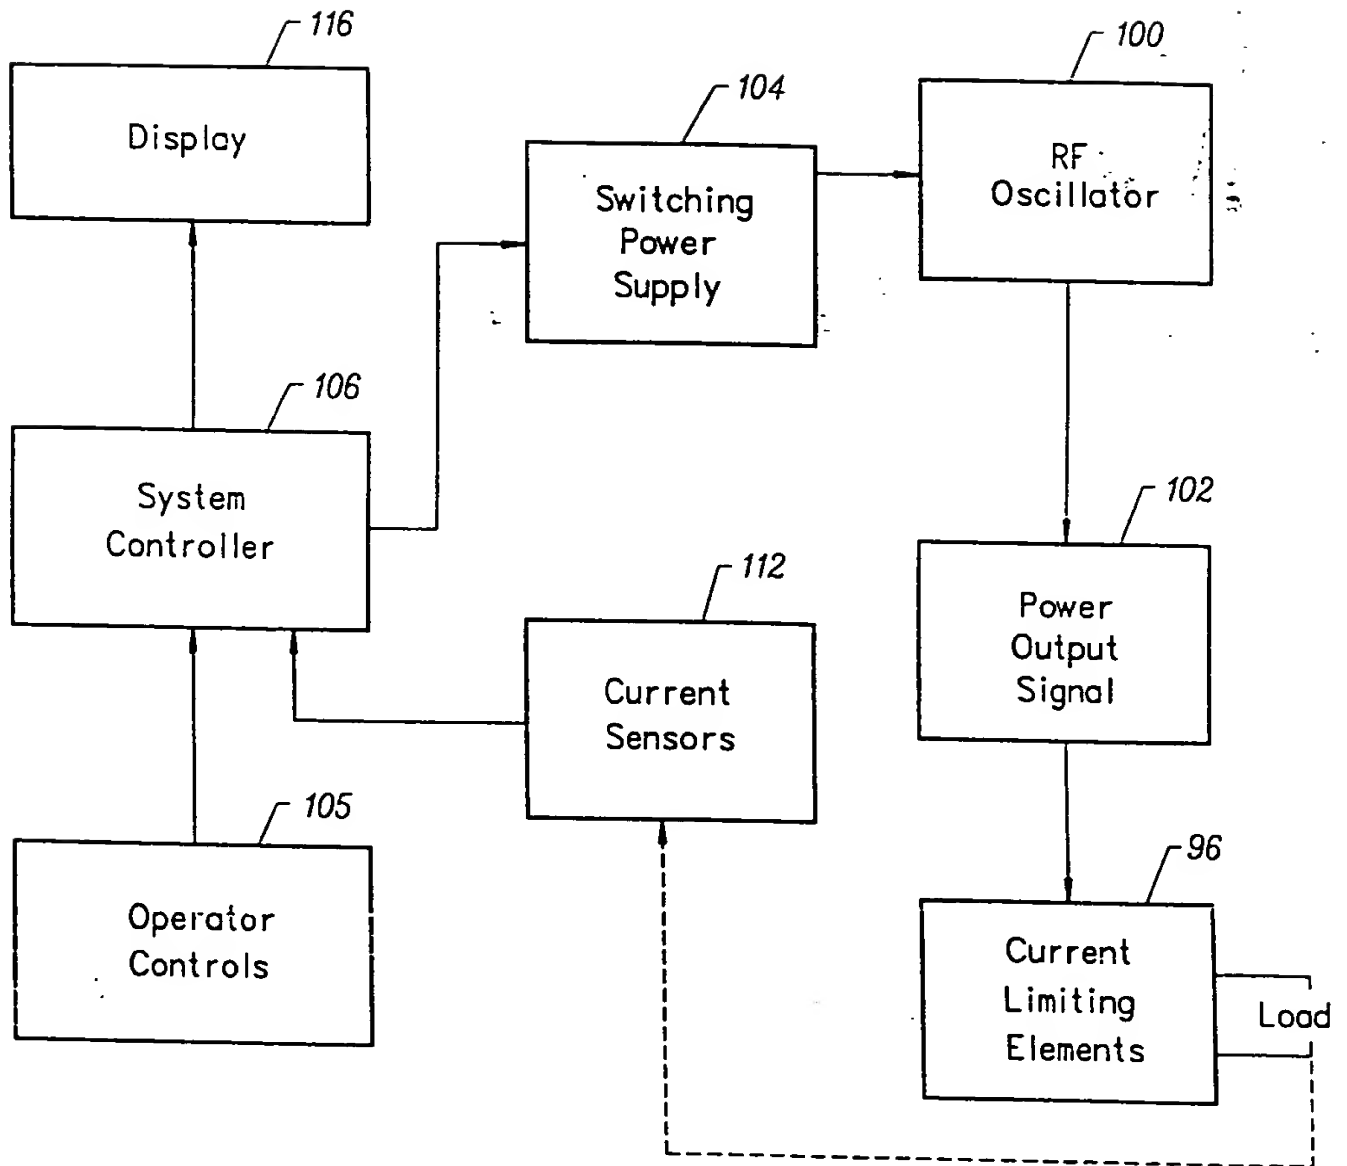 116
Display
104
Switching
Power
Supply
100
RF
Oscillator
106
System
Controller
112
Current
Sensors
102
Power
Output
Signal
105
Operator
Controls
96
Current
Limiting
Elements
Load